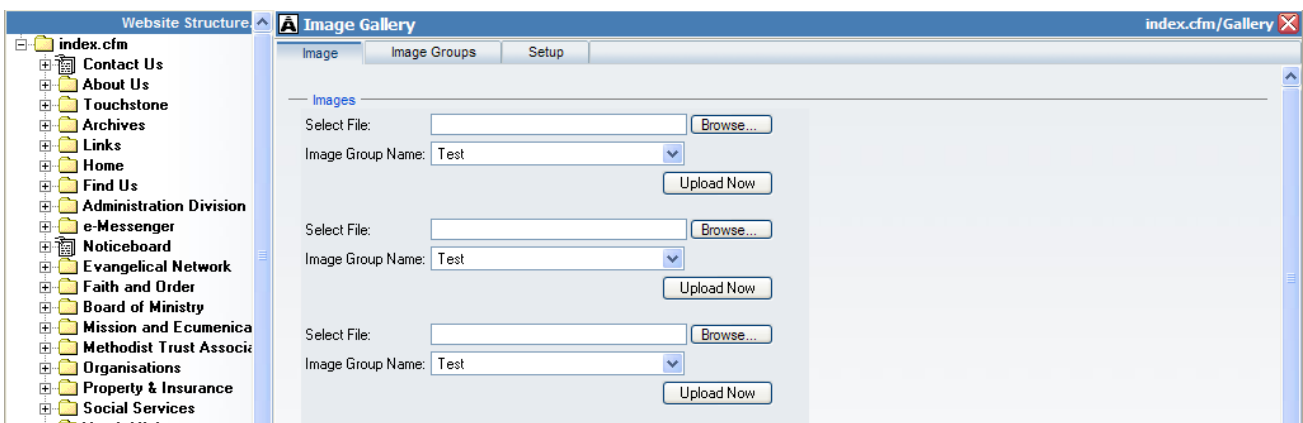 Website Structure.
index.cfm
Contact Us
About Us
Touchstone
Archives
Links
Home
Find Us
Administration Division
e-Messenger
Noticeboard
Evangelical Network
Faith and Order
Board of Ministry
Mission and Ecumenica
Methodist Trust Associa
Organisations
Property & Insurance
Social Services
A Image Gallery
index.cfm/Gallery
Image Image Groups Setup
Images
Select File: Browse...
Image Group Name: Test
Upload Now
Select File: Browse...
Image Group Name: Test
Upload Now
Select File: Browse...
Image Group Name: Test
Upload Now